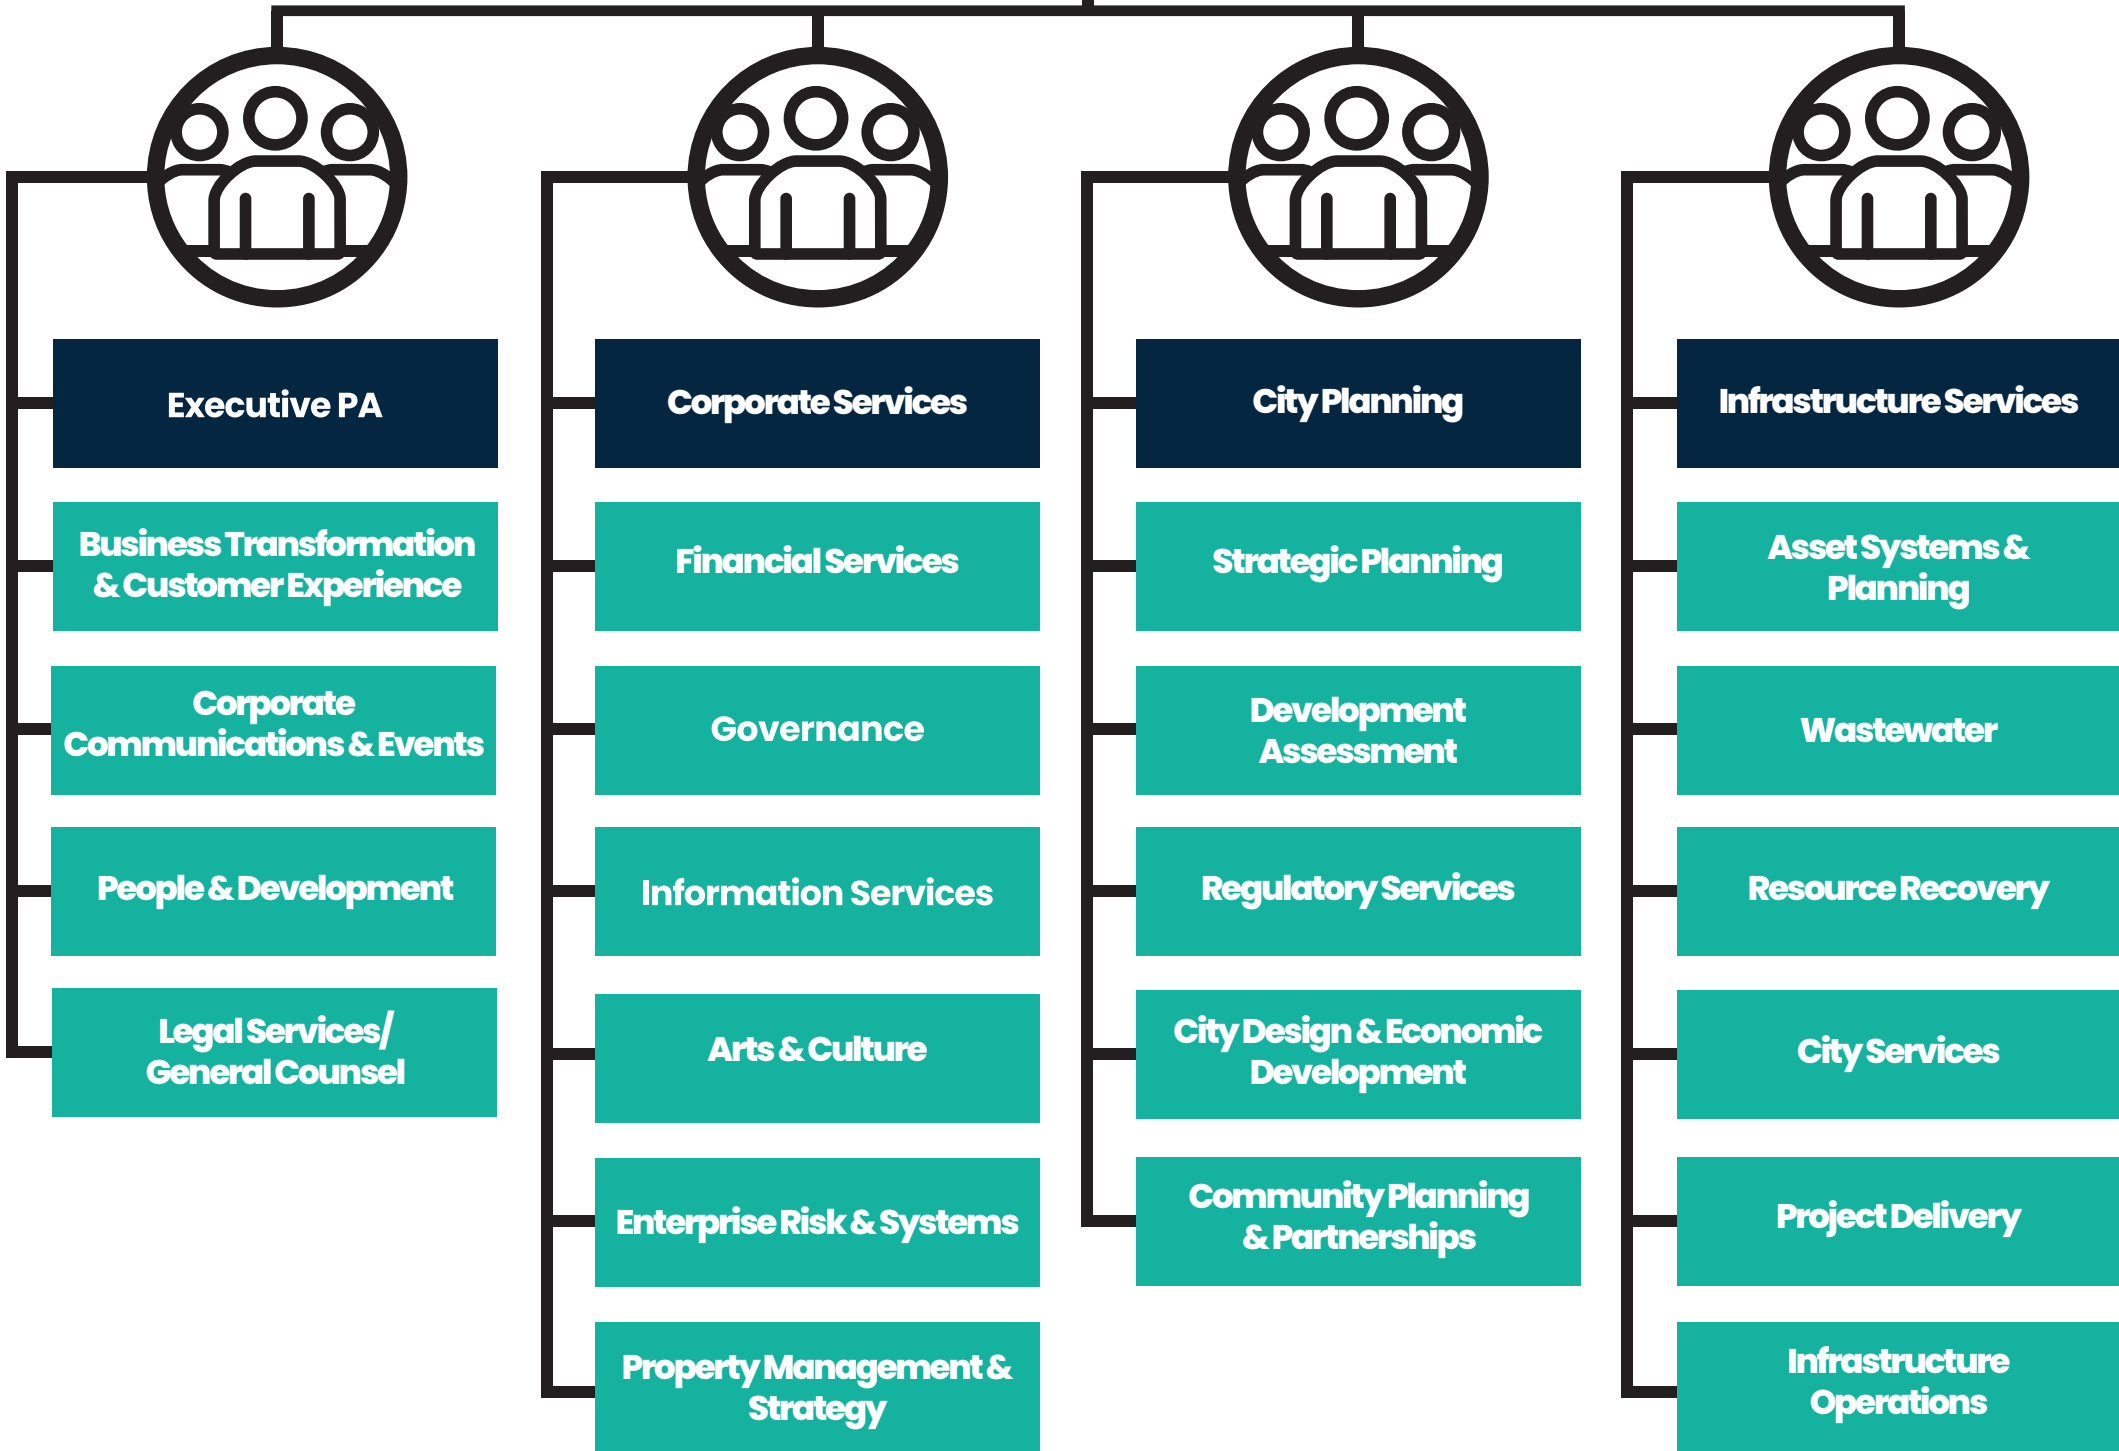 Executive PA
Business Transformation
& Customer Experience
Corporate
Communications & Events
People & Development
Legal Services/
General Counsel
Corporate Services
Financial Services
Governance
Information Services
Arts & Culture
Enterprise Risk & Systems
Property Management &
Strategy
City Planning
Strategic Planning
Development
Assessment
Regulatory Services
City Design & Economic
Development
Community Planning
& Partnerships
Infrastructure Services
Asset Systems &
Planning
Wastewater
Resource Recovery
City Services
Project Delivery
Infrastructure
Operations